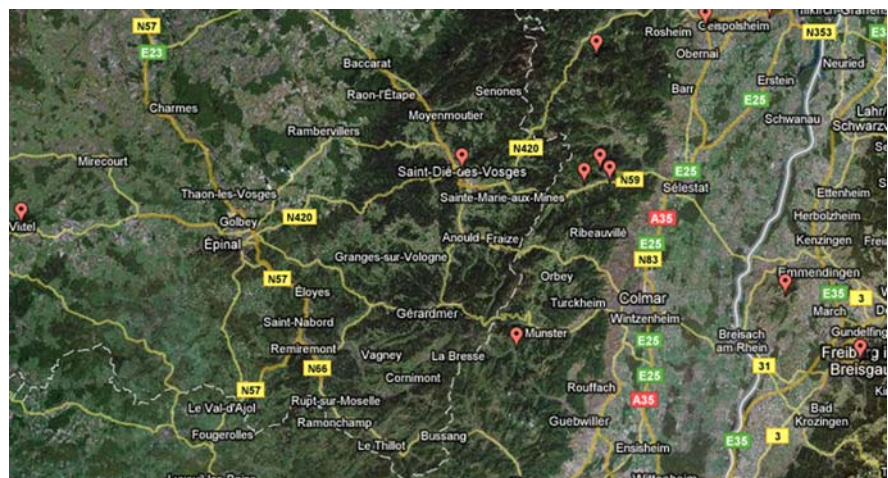 N57
E23
Baccarat
Raon-l'Étape
Senones
Charmes
Moyenmoutier
Rambervillers
Mirecourt
N420
Saint-Dié-des-Vosges
Thaon-les-Vosges
Sainte-Marie-aux-Mines
Vittel
Golbey
N420
Épinal
Anould
Fraize
Granges-sur-Vologne
N57
Éloyes
Saint-Nabord
Gérardmer
Remiremont
N66
Vagney
La Bresse
Cornimont
N57
Le Val-d'Ajol
Rupt-sur-Moselle
Ramonchamp
Fougerolles
Le Thillot
Bussang
Rosheim
Geispolsheim
N353
Obernai
Neuried
Barr
Erstein
E25
Schwanau
Lahr/
Schwarzw
E25
N59
Sélestat
Ettenheim
A35
Herbolzheim
Ribeauvillé
E25
Kenzingen
N83
Orbey
Emmendingen
Turckheim
Colmar
E35
3
March
Wintzenheim
Munster
Breisach
am Rhein
Gundelfing
E25
Freiburg i
Breisgau
31
E25
Rouffach
A35
Guebwiller
Bad
Krozingen
3
E35
Ensisheim